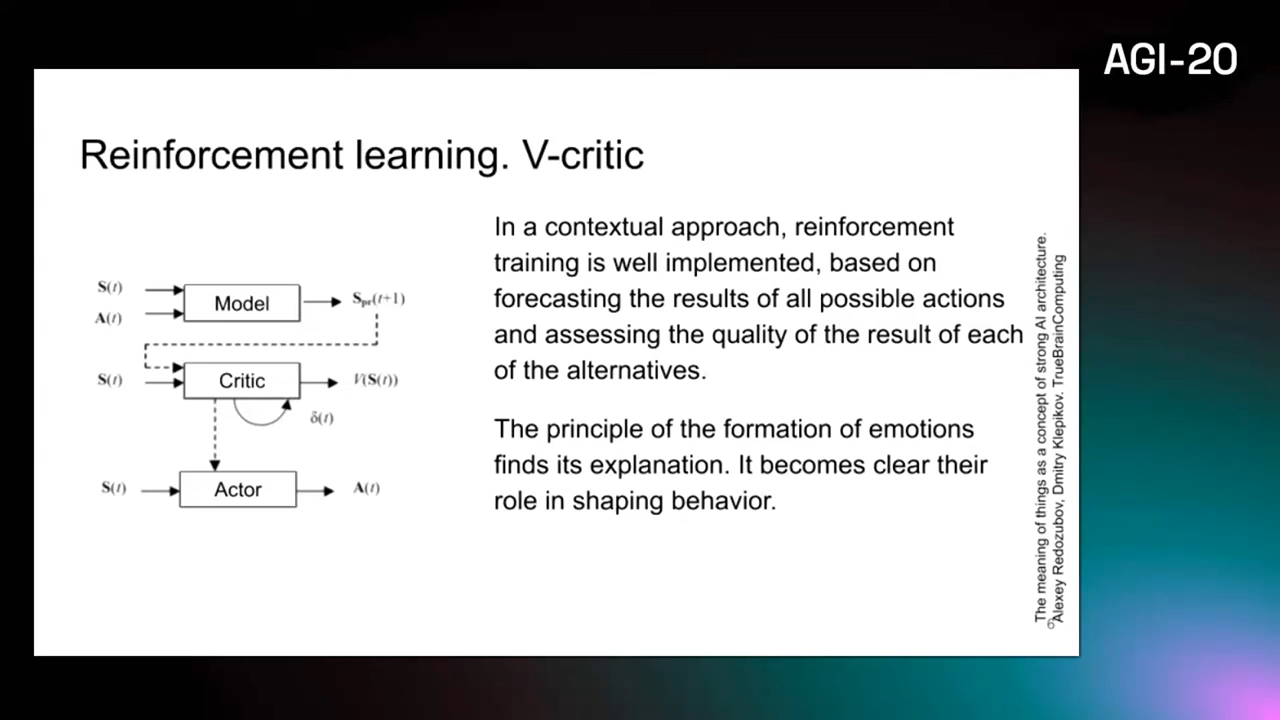 AGI-20
Reinforcement learning. V-critic
S(t)
A(t)
Model
Spr(t+1)
S(t)
Critic
V(S(t))
δ(t)
S(t)
Actor
A(t)
In a contextual approach, reinforcement
training is well implemented, based on
forecasting the results of all possible actions
and assessing the quality of the result of each
of the alternatives.
The principle of the formation of emotions
finds its explanation. It becomes clear their
role in shaping behavior.
The meaning of things as a concept of strong AI architecture.
Alexey Redozubov, Dmitry Klepikov. TrueBrainComputing